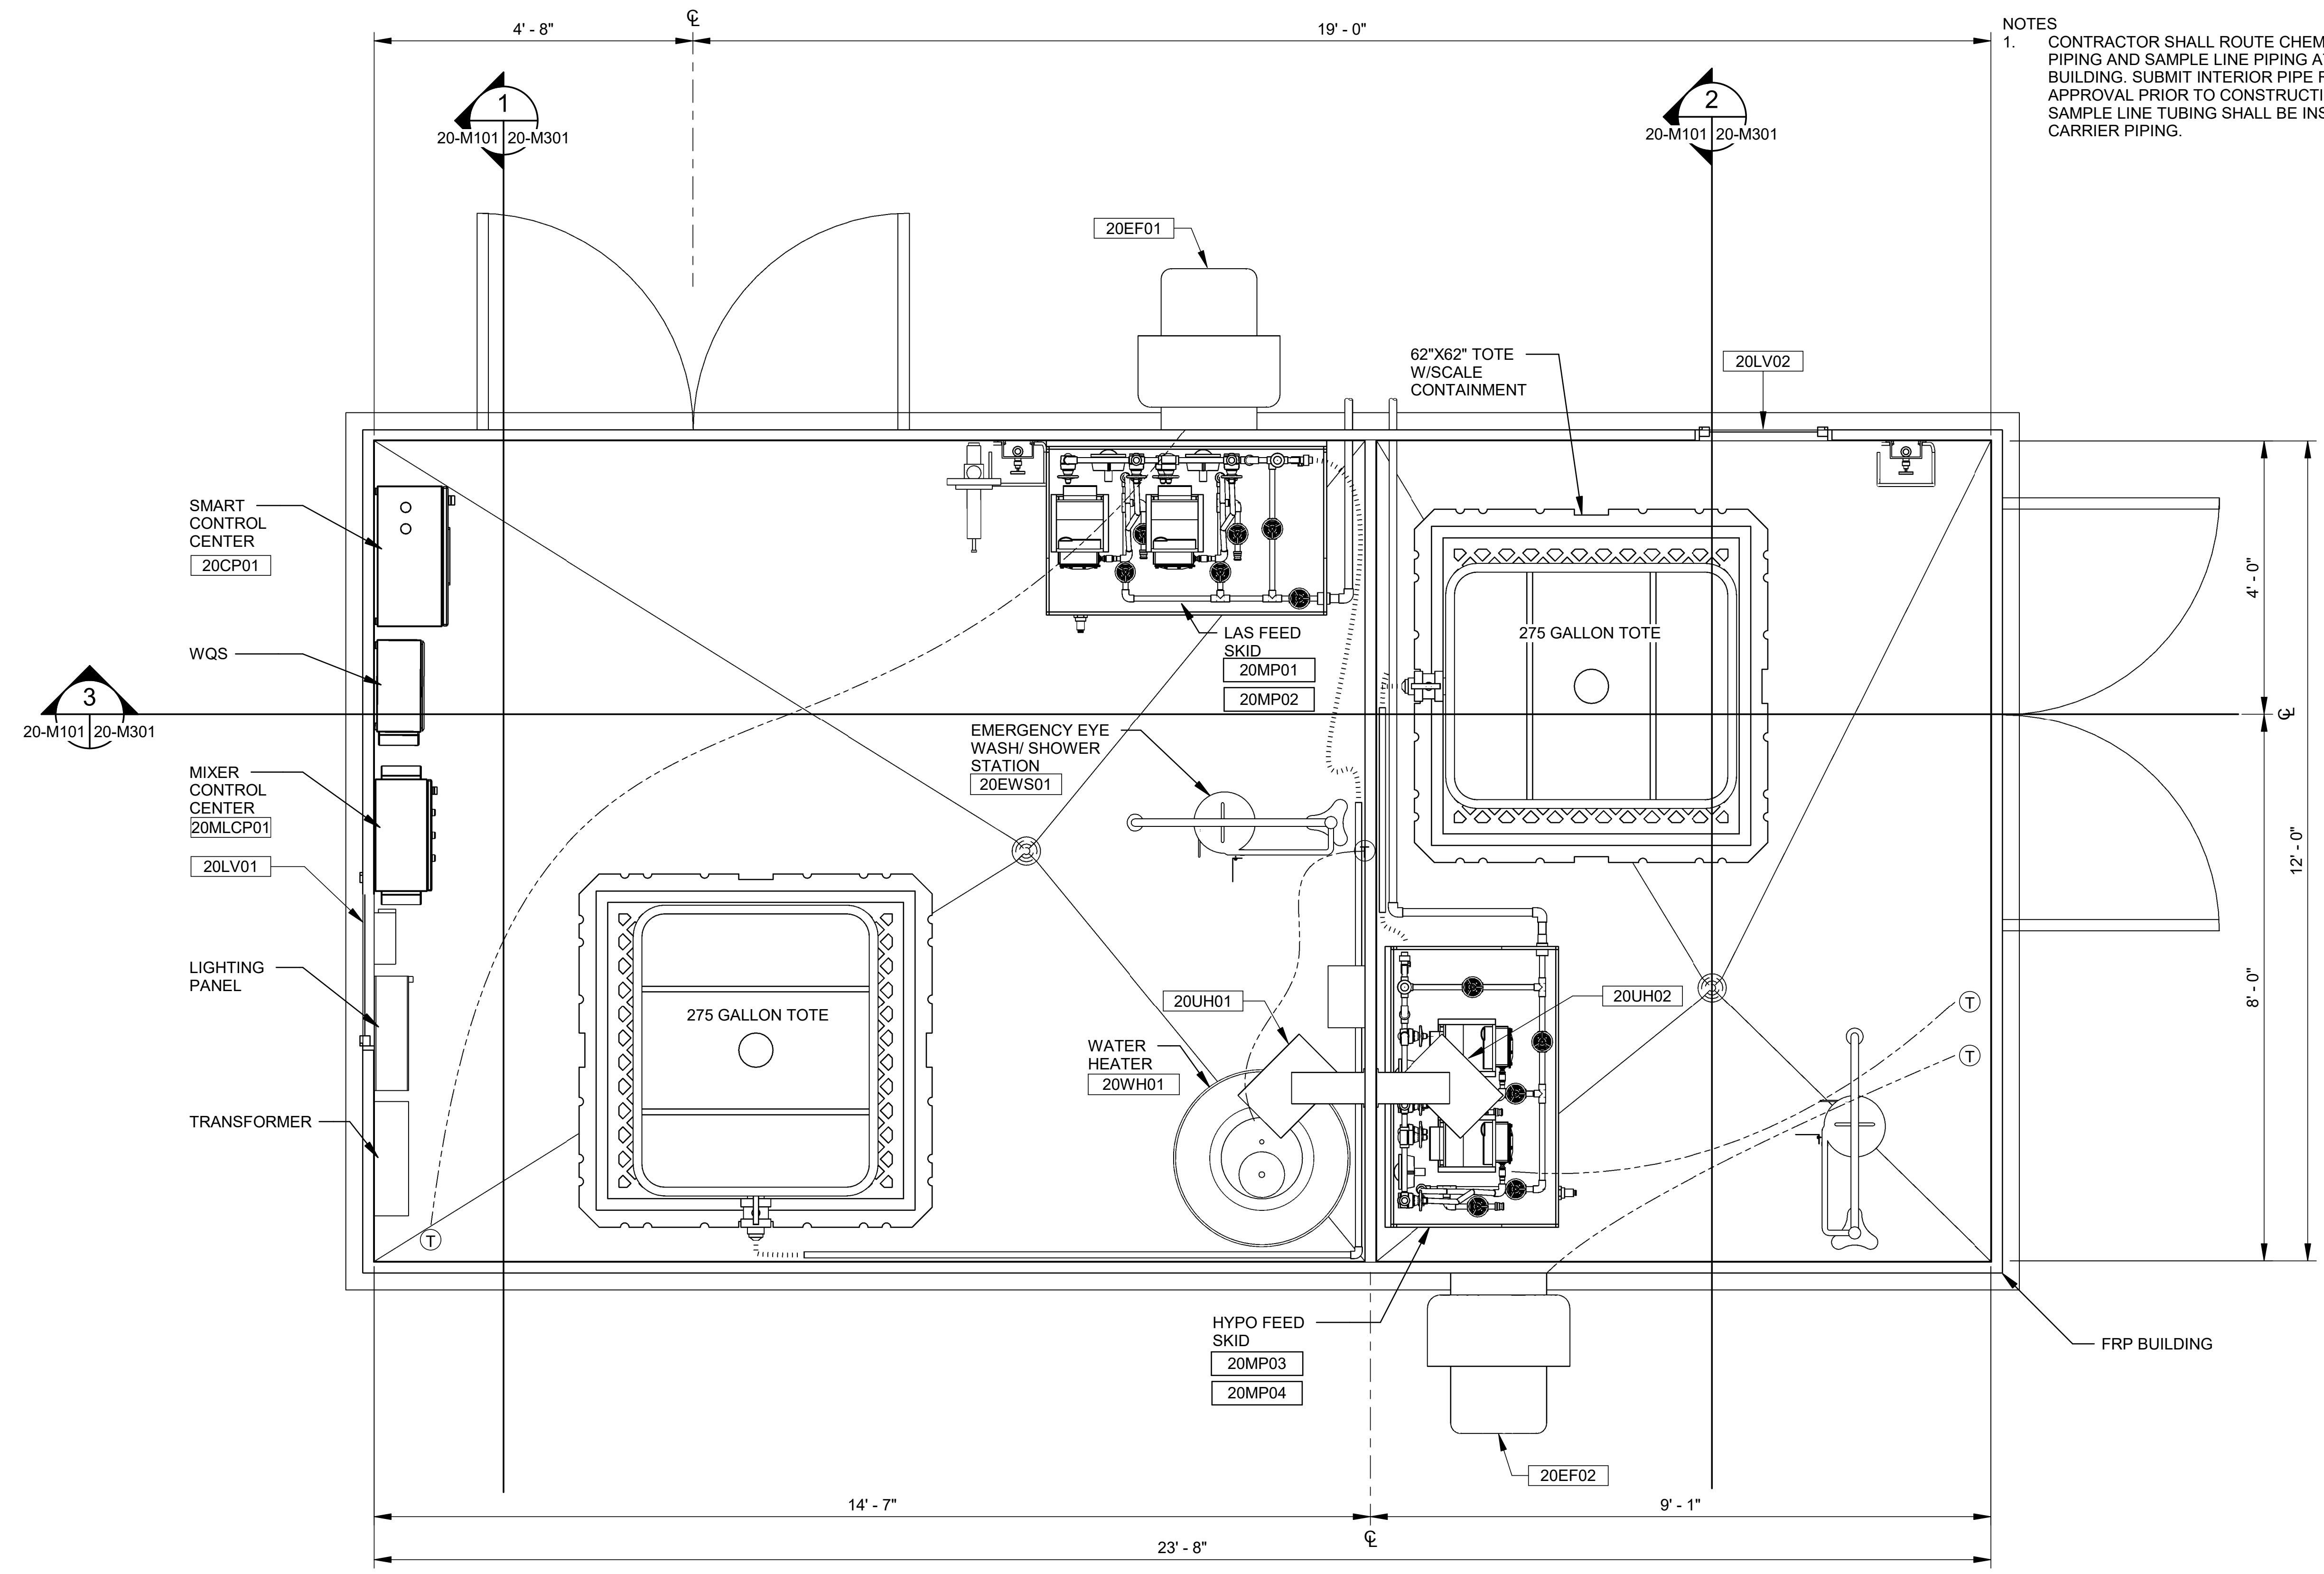 4' - 8"
℄
19' - 0"
NOTES
1. CONTRACTOR SHALL ROUTE
PIPING AND SAMPLE LINE PIPING
BUILDING. SUBMIT INTERIOR PIPE
APPROVAL PRIOR TO
SAMPLE LINE TUBING SHALL BE
CARRIER PIPING.
1
20-M101 20-M301
2
20-M101 20-M301
20EF01
62"X62" TOTE
W/SCALE
CONTAINMENT
20LV02
SMART
CONTROL
CENTER
20CP01
4' - 0"
275 GALLON TOTE
LAS FEED
SKID
20MP01
20MP02
WQS
3
20-M101 20-M301
℄
EMERGENCY EYE
WASH/ SHOWER
STATION
20EWS01
MIXER
CONTROL
CENTER
20MLCP01
20LV01
12' - 0"
T
LIGHTING
PANEL
8' - 0"
20UH01
20UH02
T
275 GALLON TOTE
WATER
HEATER
20WH01
T
TRANSFORMER
T
HYPO FEED
SKID
20MP03
20MP04
FRP BUILDING
20EF02
14' - 7"
9' - 1"
℄
23' - 8"